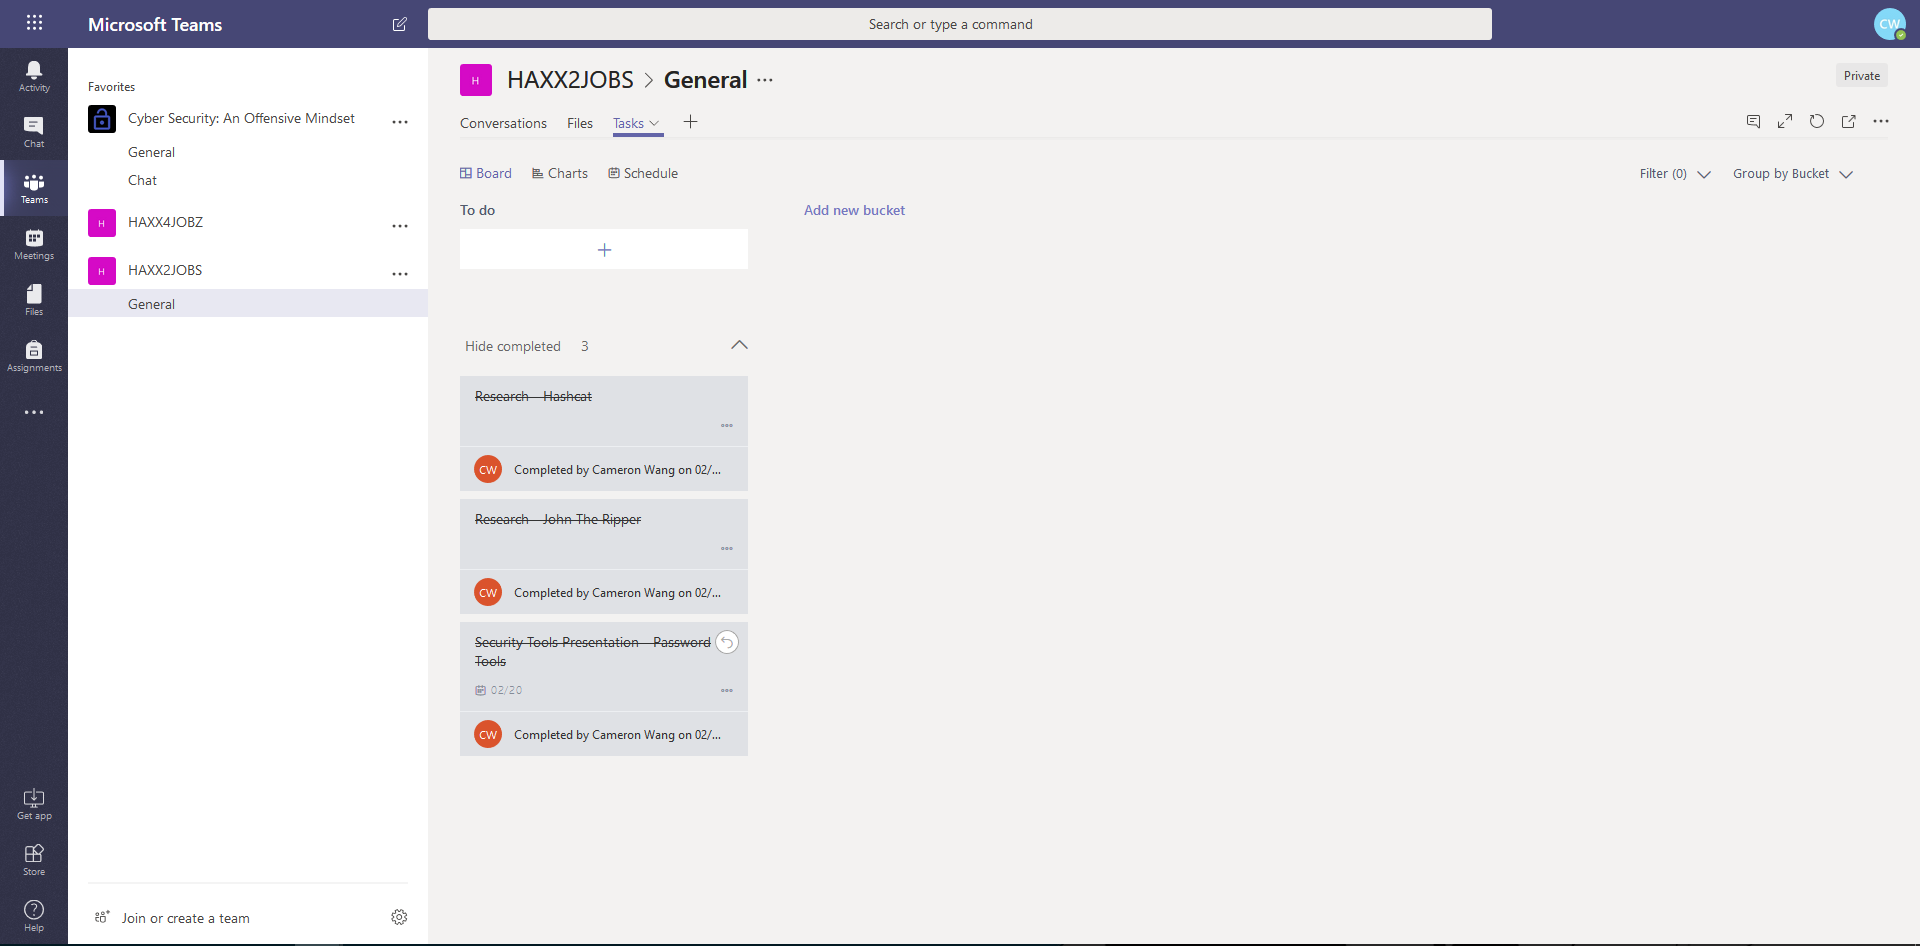 Microsoft Teams
Search or type a command
CW
Activity
Chat
Teams
Meetings
Files
Assignments
Get app
Store
Help
Favorites
Cyber Security: An Offensive Mindset
General
Chat
H
HAXX4JOBZ
H
HAXX2JOBS
General
Join or create a team
H
HAXX2JOBS > General
Private
Conversations
Files
Tasks
Board
Charts
Schedule
Filter (0)
Group by Bucket
To do
Add new bucket
Hide completed 3
Research - Hashcat
CW
Completed by Cameron Wang on 02/...
Research - John The Ripper
CW
Completed by Cameron Wang on 02/...
Security Tools Presentation - Password
Tools
02/20
CW
Completed by Cameron Wang on 02/...